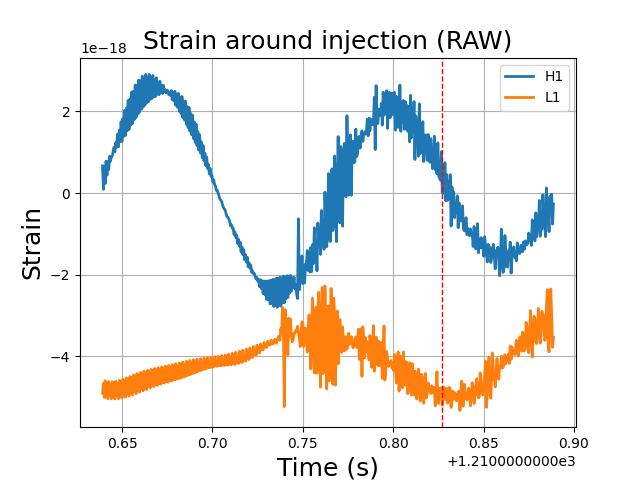 Strain around injection (RAW)
1e−18
H1
L1
2
0
−2
−4
Strain
0.65 0.70 0.75 0.80 0.85 0.90
+1.2100000000e3
Time (s)